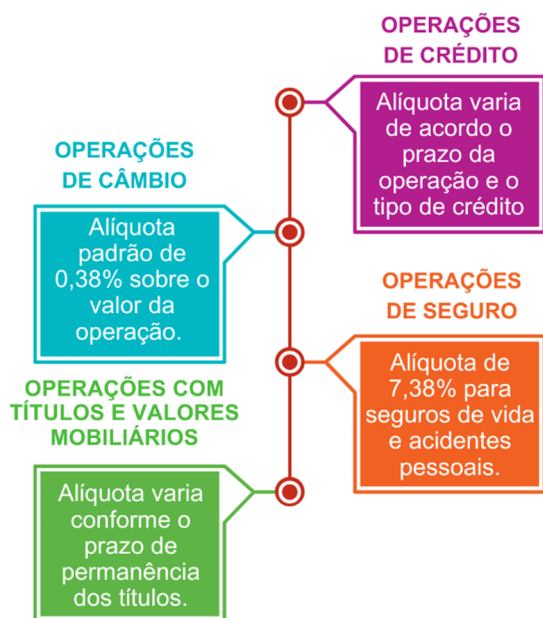 OPERAÇÕES
DE CRÉDITO
Alíquota varia
de acordo o
prazo da
operação e o
tipo de crédito
OPERAÇÕES
DE CÂMBIO
Alíquota
padrão de
0,38% sobre o
valor da
operação.
OPERAÇÕES
DE SEGURO
Alíquota de
7,38% para
seguros de vida
e acidentes
pessoais.
OPERAÇÕES COM
TÍTULOS E VALORES
MOBILIÁRIOS
Alíquota varia
conforme o
prazo de
permanência
dos títulos.